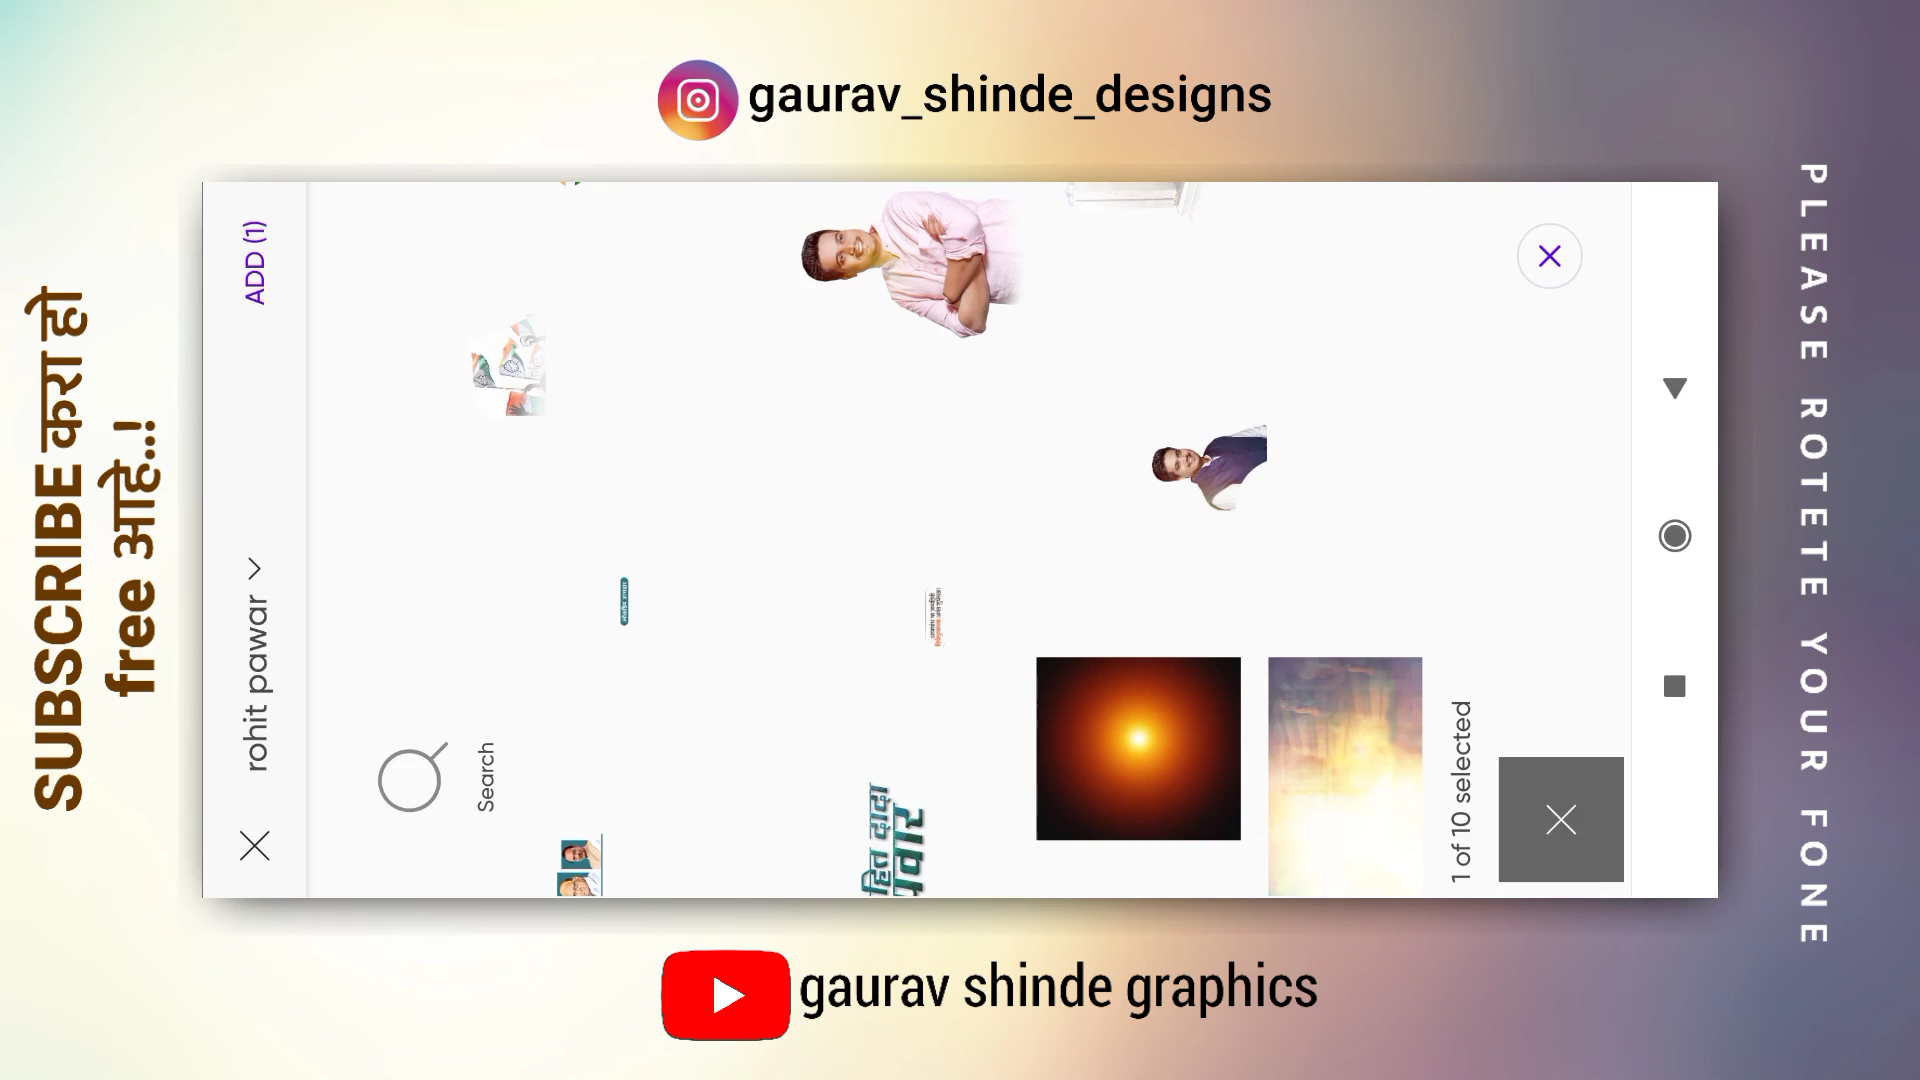 gaurav_shinde_designs
SUBSCRIBE करा हो
free आहे..!
ADD (1)
rohit pawar
Search
हित दादा
पवार
1 of 10 selected
PLEASE ROTETE YOUR FONE
gaurav shinde graphics